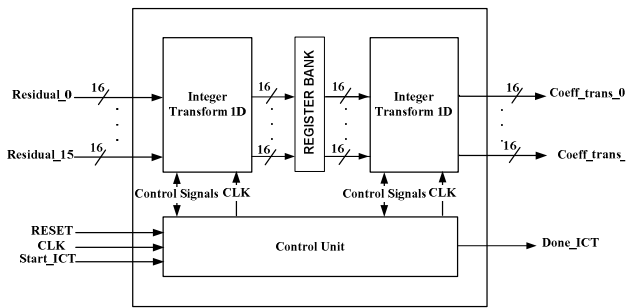 16
Residual_0
16
Residual_15
Integer
Transform 1D
16
16
REGISTER BANK
16
16
Integer
Transform 1D
16
Coeff_trans_0
16
Coeff_trans_
Control Signals
CLK
Control Signals
CLK
RESET
CLK
Start_ICT
Control Unit
Done_ICT